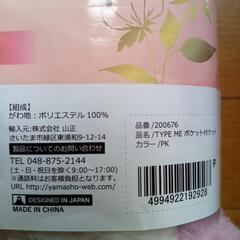 【組成】
がわ地：ポリエステル 100%
輸入元：株式会社 山正
さいたま市緑区東浦和9-12-14
製品についてのお問い合わせ
TEL 048-875-2144
(土・日・祝日を除く9:00～17:00)
※通話料はお客様負担となります。
(yamasho-web.com/)
DESIGNED IN JAPAN
MADE IN CHINA
品番/200676
品名/TYPE ME ポケット付クッション
カラー/PK
P
4994922192928